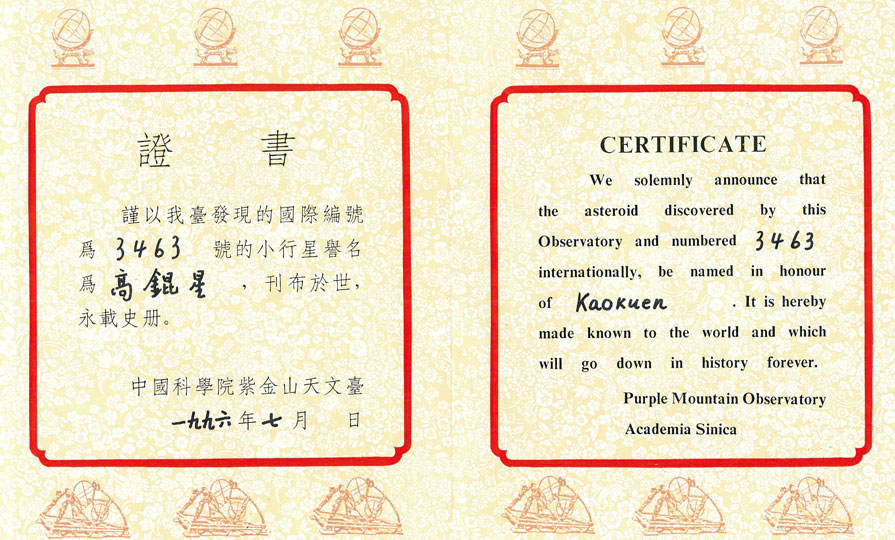 證 書
謹以我臺發現的國際編號
爲 3463 號的小行星譽名
爲 高錕星 ，刊布於世，
永載史册。
中國科學院紫金山天文臺
一九九六年七月 日
CERTIFICATE
We solemnly announce that
the asteroid discovered by this
Observatory and numbered 3463
internationally, be named in honour
of Kaokuen . It is hereby
made known to the world and which
will go down in history forever.
Purple Mountain Observatory
Academia Sinica